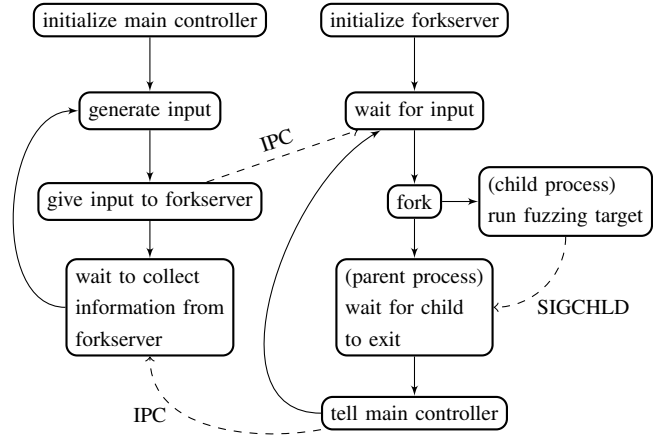 initialize main controller
generate input
give input to forkserver
wait to collect
information from
forkserver
IPC
IPC
initialize forkserver
wait for input
fork
(child process)
run fuzzing target
(parent process)
wait for child
to exit
SIGCHLD
tell main controller